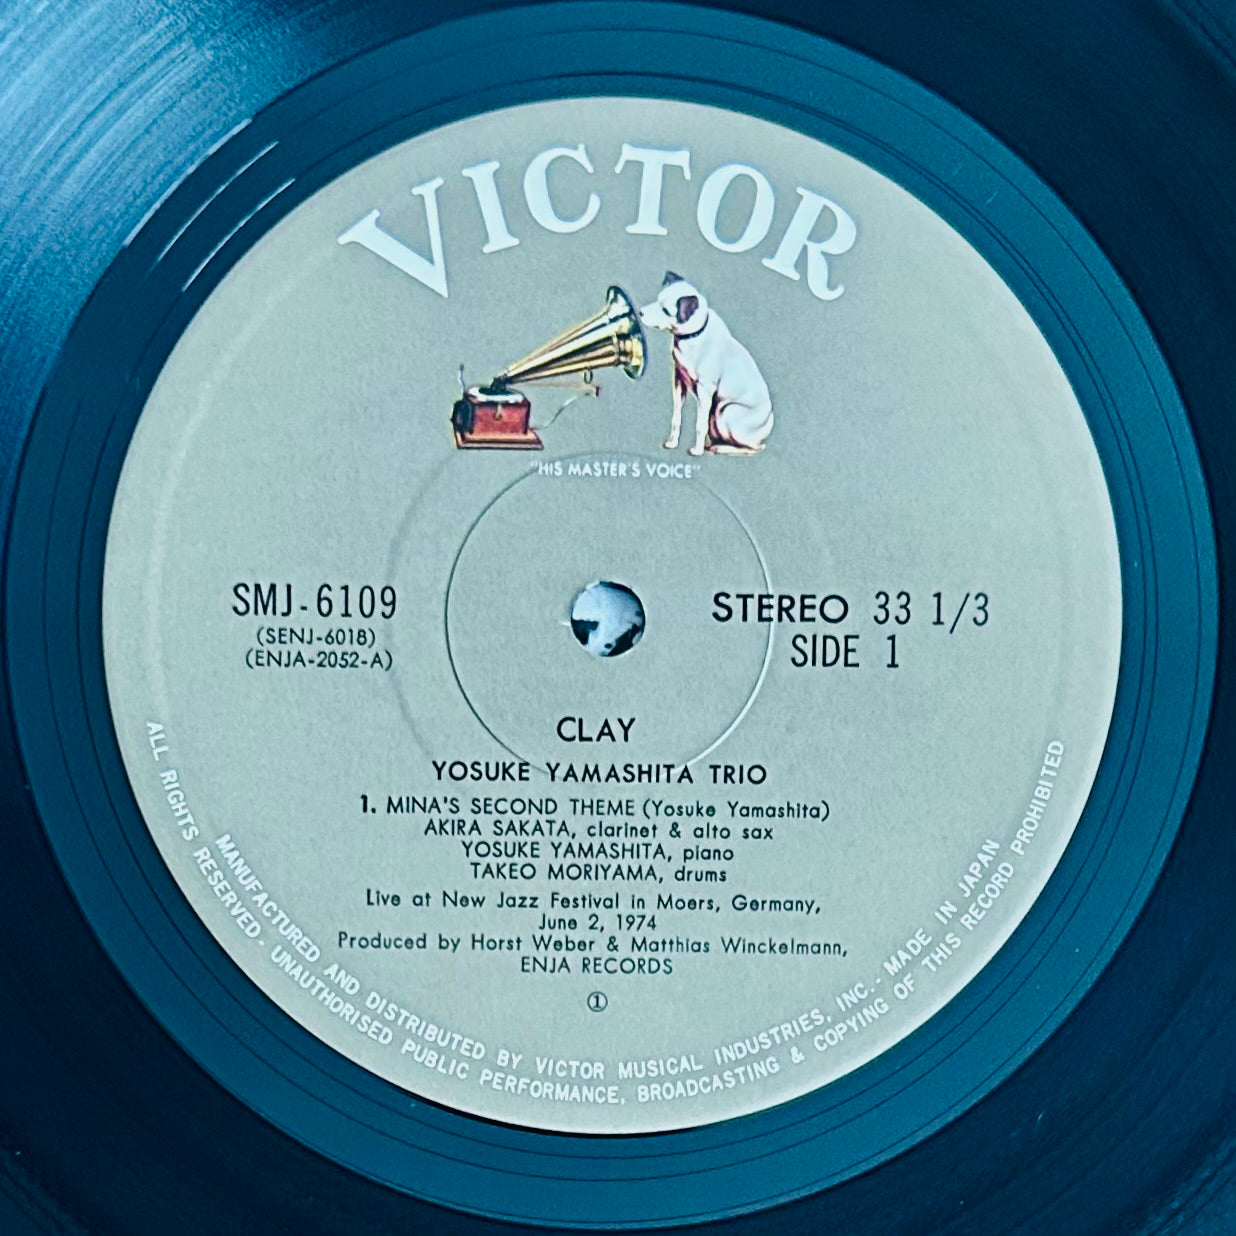 VICTOR
"HIS MASTER'S VOICE"
SMJ-6109
(SENJ-6018)
(ENJA-2052-A)
STEREO 33 1/3
SIDE 1
CLAY
YOSUKE YAMASHITA TRIO
1. MINA'S SECOND THEME (Yosuke Yamashita)
AKIRA SAKATA, clarinet & alto sax
YOSUKE YAMASHITA, piano
TAKEO MORIYAMA, drums
Live at New Jazz Festival in Moers, Germany,
June 2, 1974
Produced by Horst Weber & Matthias Winckelmann,
ENJA RECORDS
①
MANUFACTURED AND DISTRIBUTED BY VICTOR MUSICAL INDUSTRIES, INC.- MADE IN JAPAN
ALL RIGHTS RESERVED - UNAUTHORISED PUBLIC PERFORMANCE, BROADCASTING & COPYING OF THIS RECORD PROHIBITED